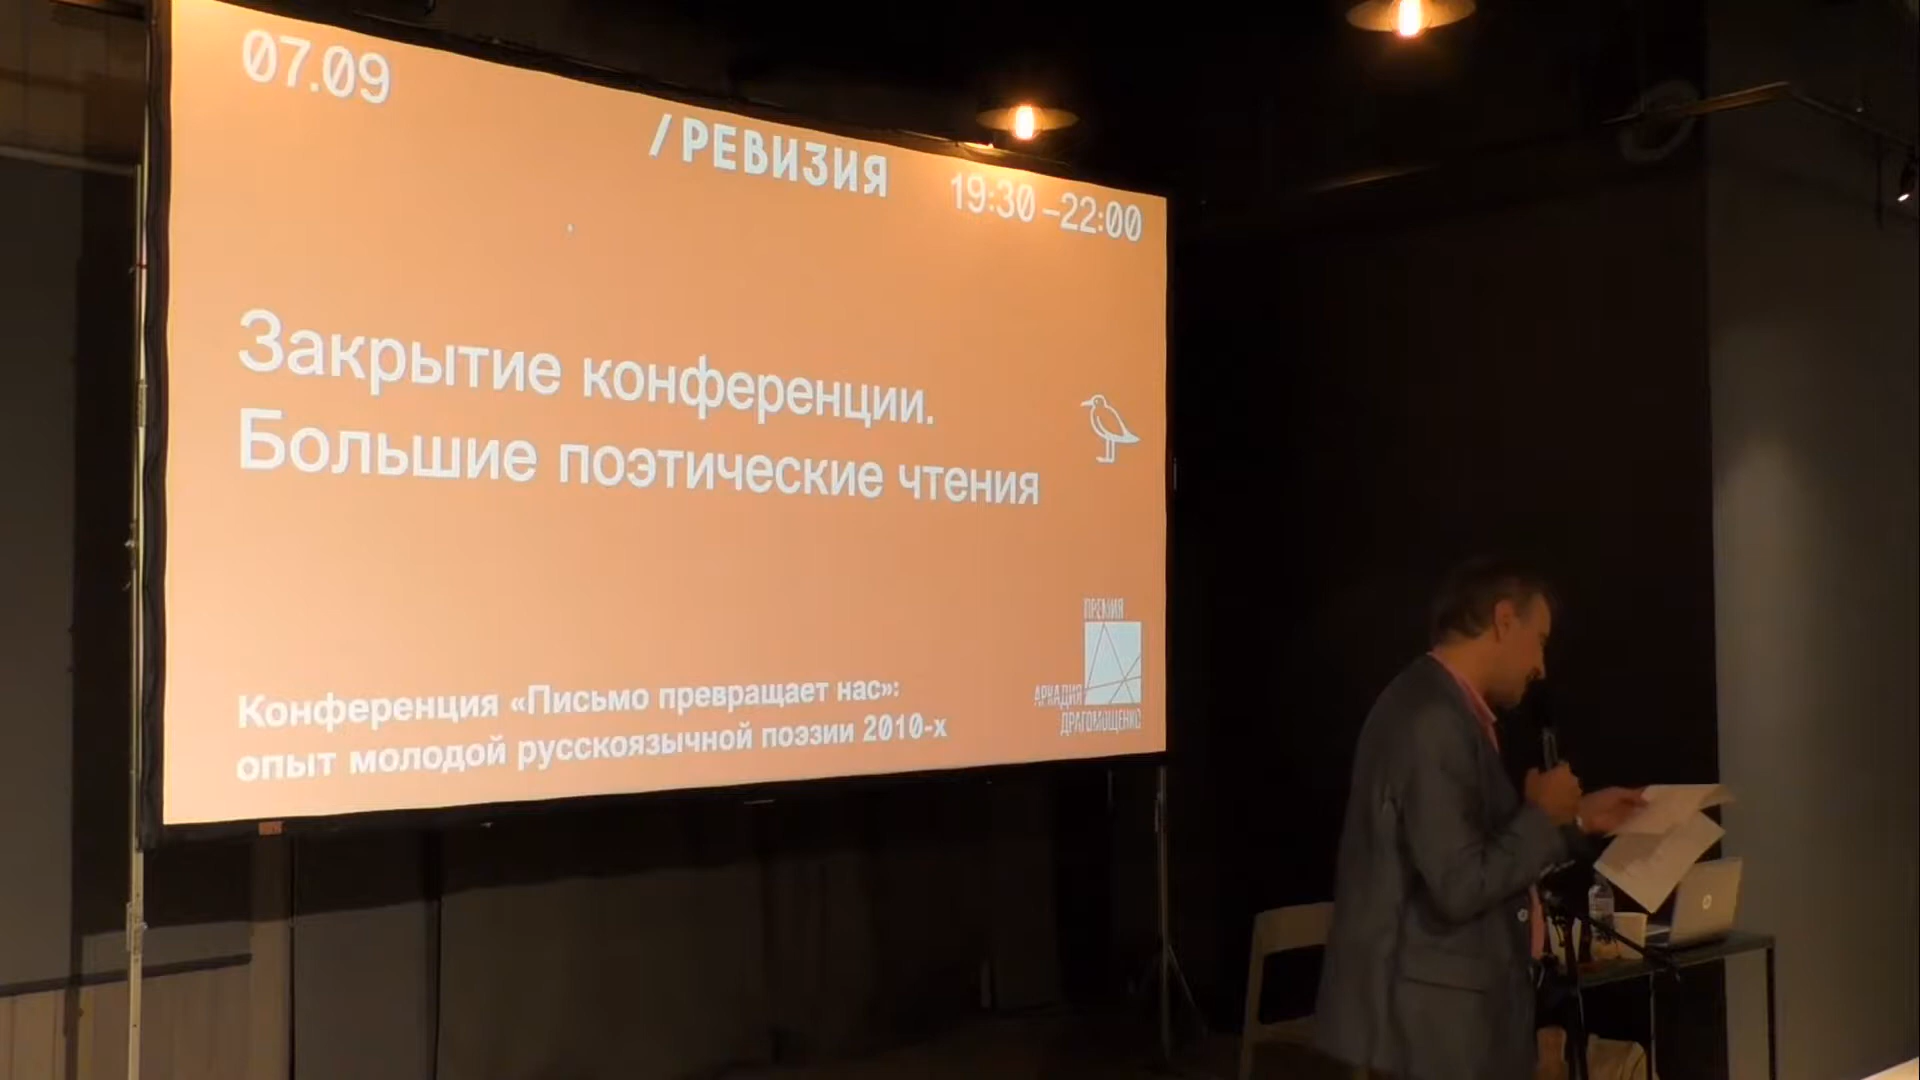 07.09
/РЕВИЗИЯ
19:30–22:00
Закрытие конференции.
Большие поэтические чтения
ПРЕМИЯ
АРКАДИЯ
ДРАГОМОЩЕНКО
Конференция «Письмо превращает нас»:
опыт молодой русскоязычной поэзии 2010-х